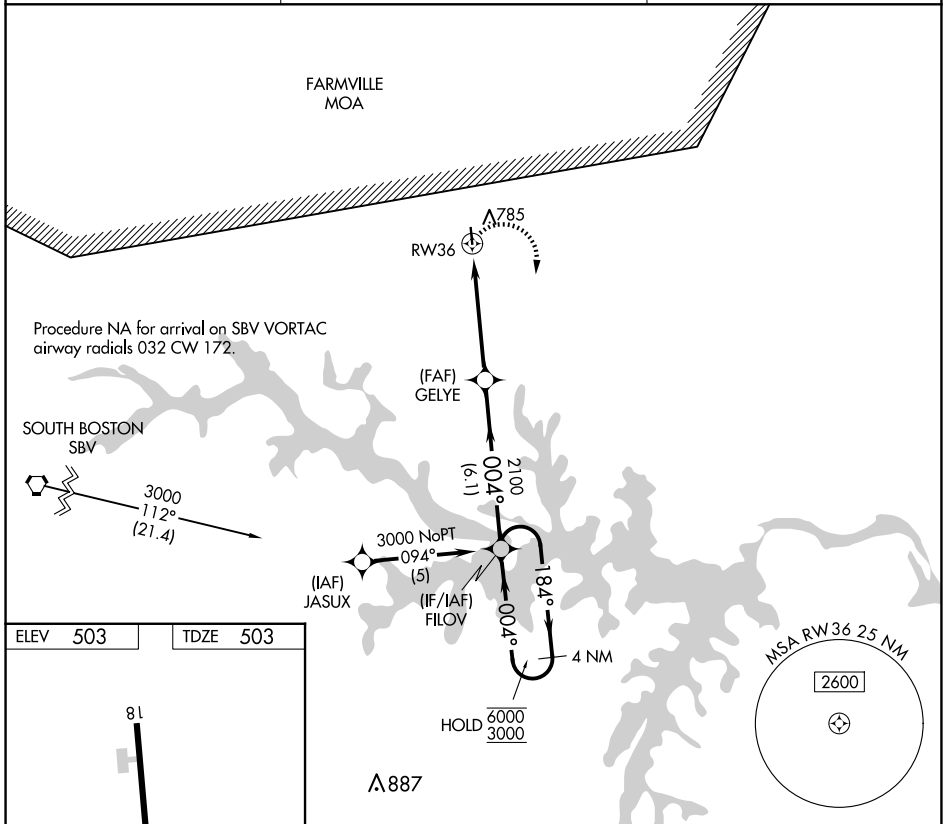 FARMVILLE
MOA
785
RW36
Procedure NA for arrival on SBV VORTAC
airway radials 032 CW 172.
(FAF)
GELYE
SOUTH BOSTON
SBV
3000
112°
(21.4)
2100
004°
(6.1)
3000 NoPT
094°
(5)
(IAF)
JASUX
(IF/IAF)
FILOV
184°
004°
4 NM
HOLD 6000
3000
ELEV 503
TDZE 503
18
887
MSA RW36 25 NM
2600